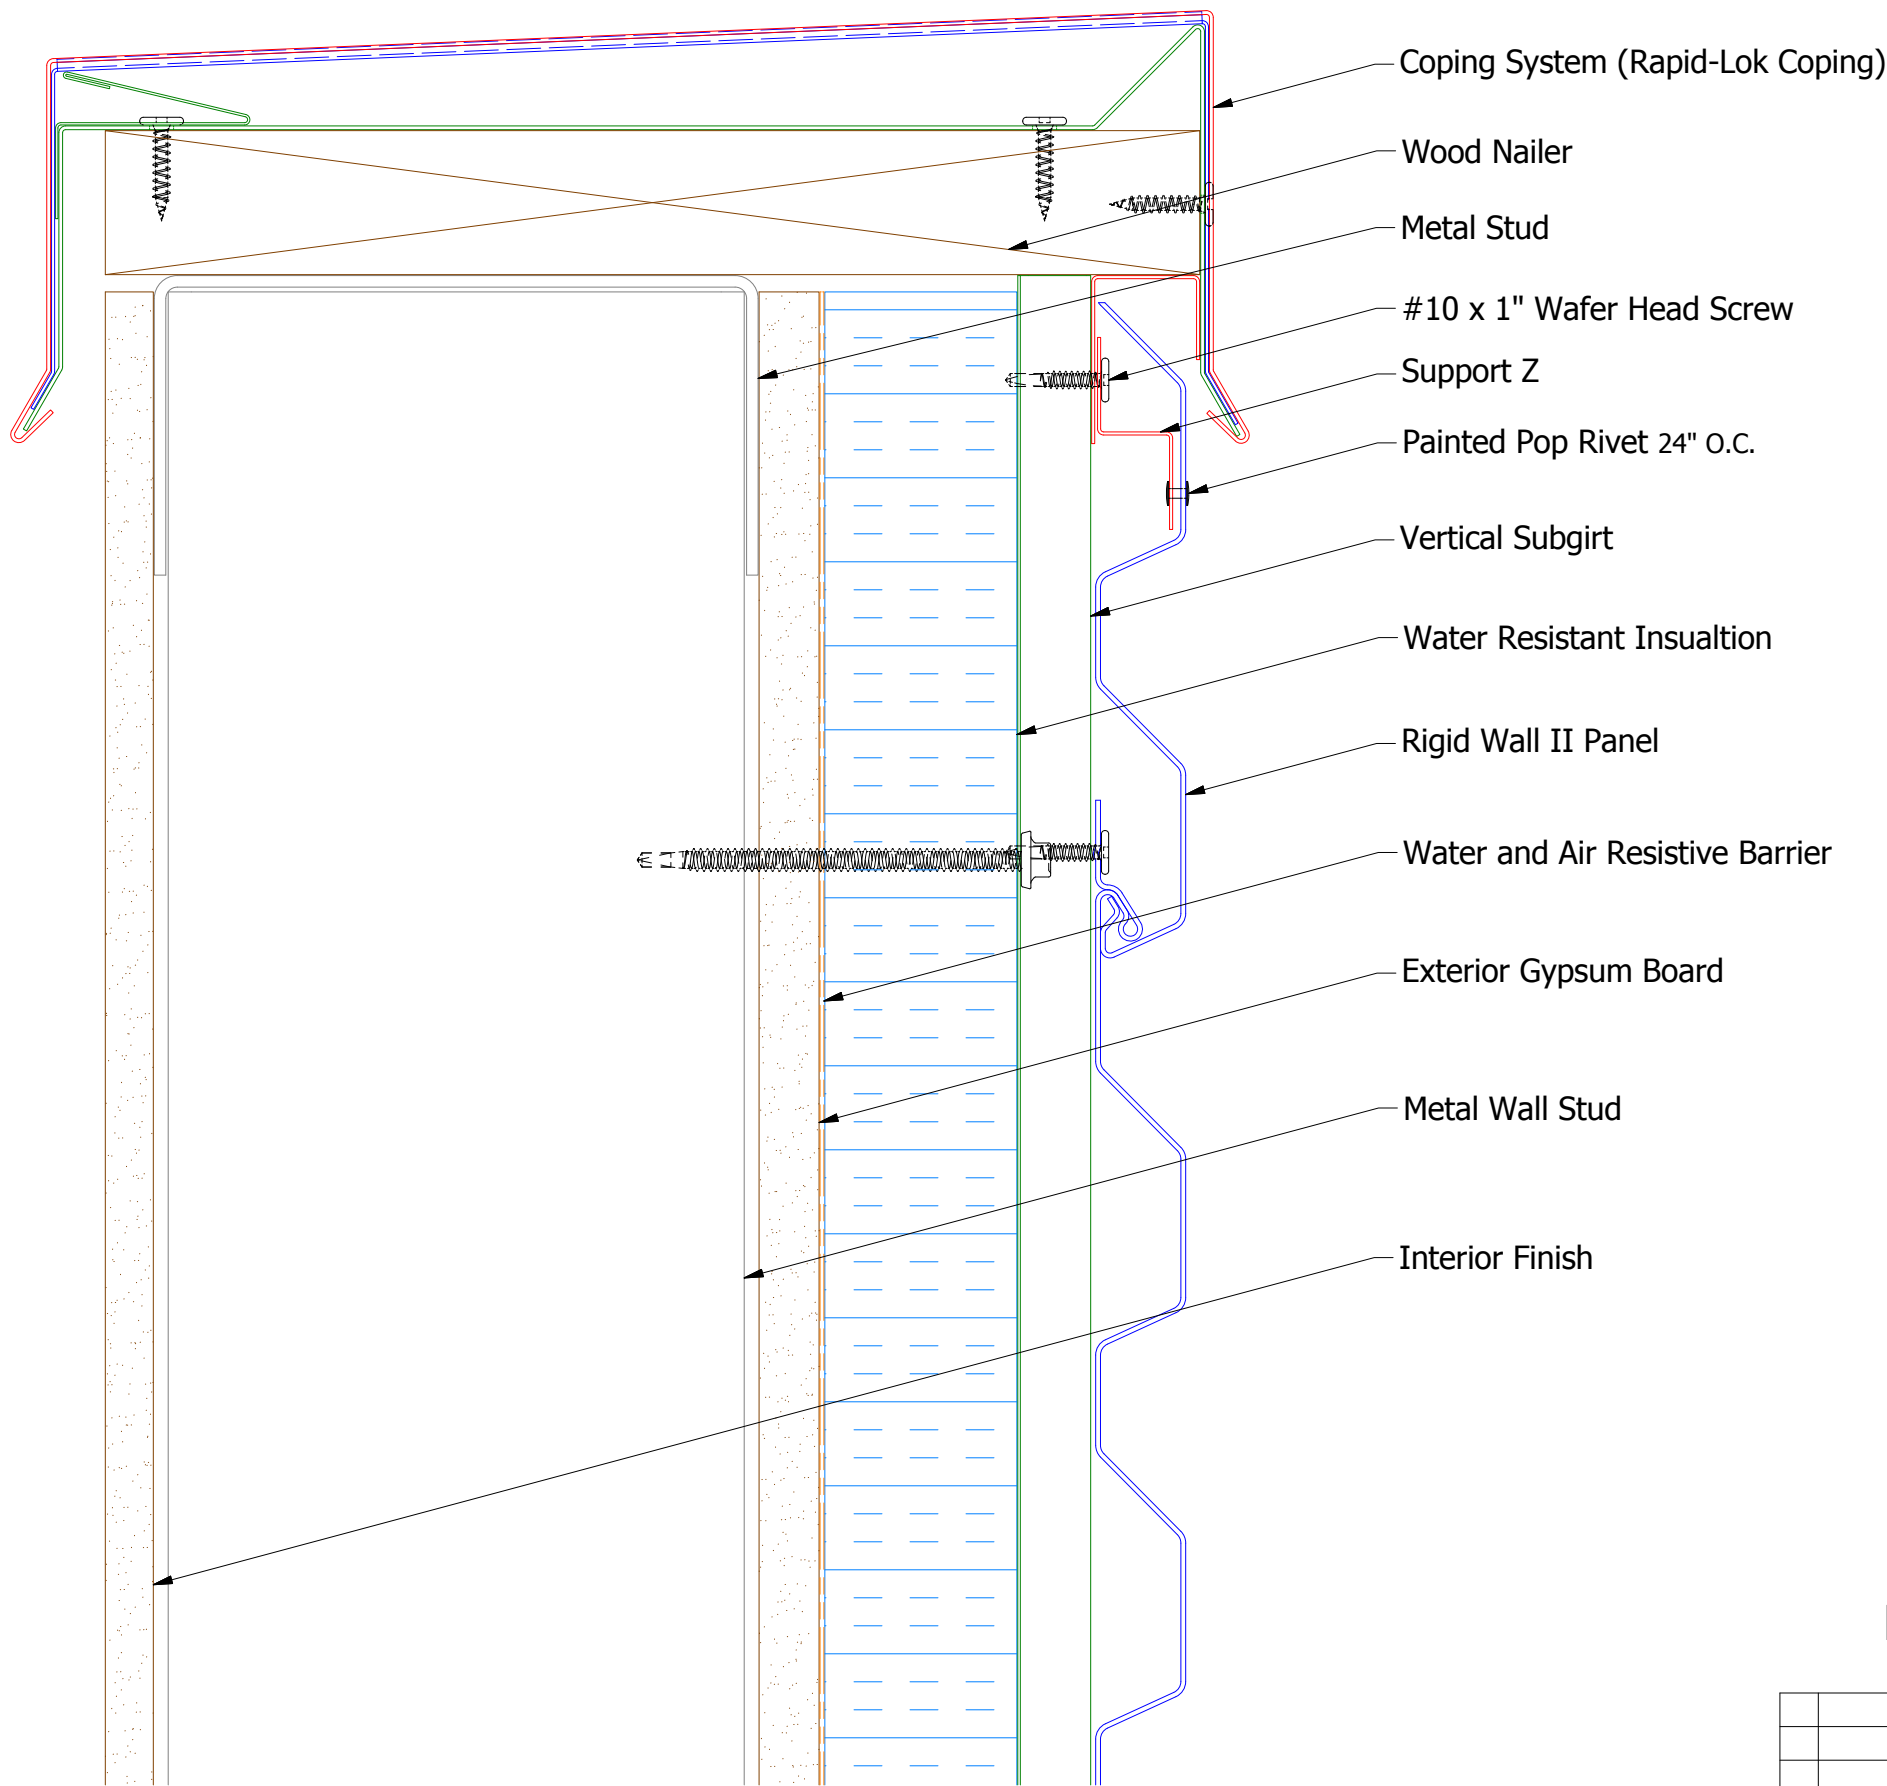 Coping System (Rapid-Lok Coping)
Wood Nailer
Metal Stud
#10 x 1" Wafer Head Screw
Support Z
Painted Pop Rivet 24" O.C.
Vertical Subgirt
Water Resistant Insualtion
Rigid Wall II Panel
Water and Air Resistive Barrier
Exterior Gypsum Board
Metal Wall Stud
Interior Finish